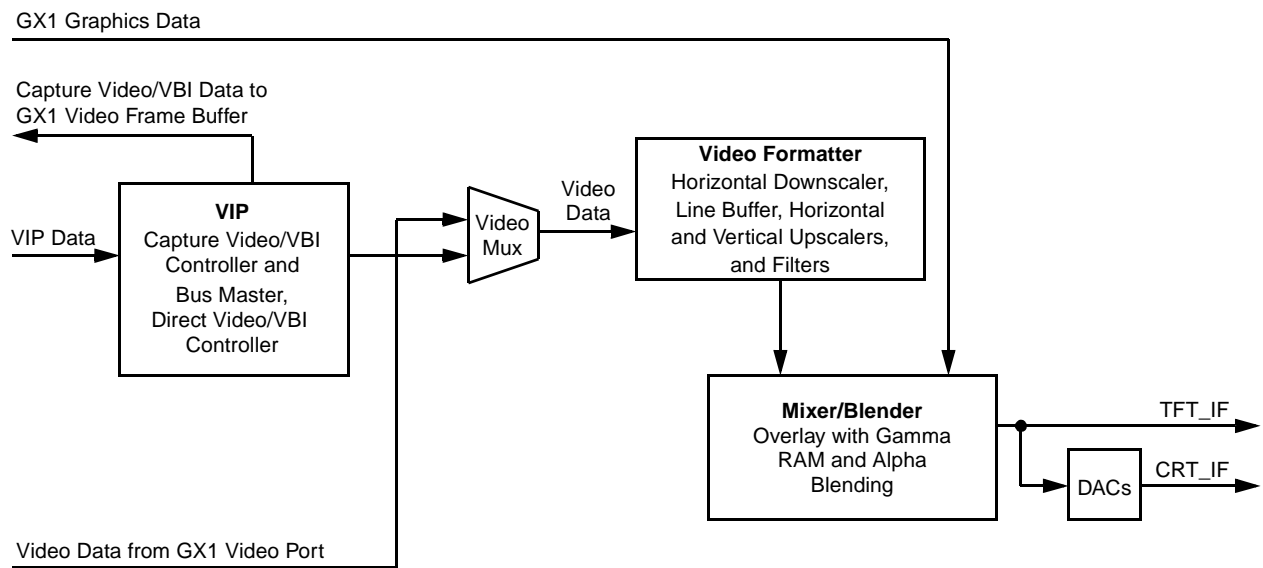 GX1 Graphics Data
Capture Video/VBI Data to
GX1 Video Frame Buffer
VIP Data
VIP
Capture Video/VBI
Controller and
Bus Master,
Direct Video/VBI
Controller
Video
Mux
Video
Data
Video Formatter
Horizontal Downscaler,
Line Buffer, Horizontal
and Vertical Upscalers,
and Filters
Mixer/Blender
Overlay with Gamma
RAM and Alpha
Blending
TFT_IF
DACs
CRT_IF
Video Data from GX1 Video Port